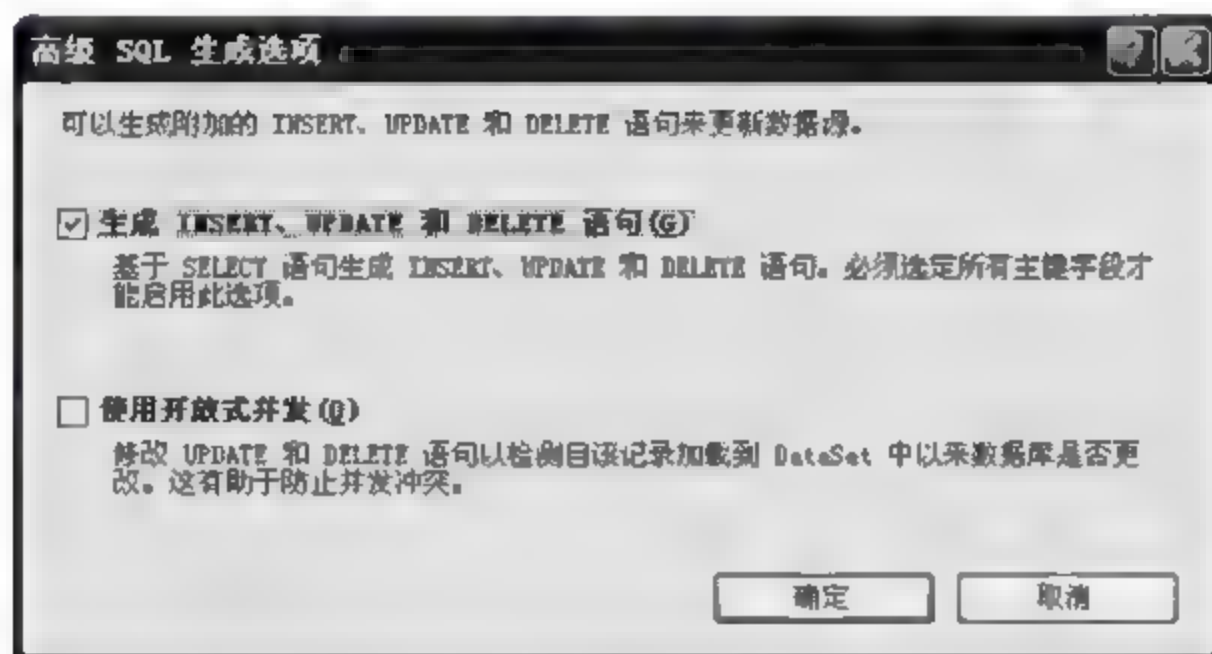 高级 SQL 生成选项
可以生成附加的 INSERT、UPDATE 和 DELETE 语句来更新数据源。
生成 INSERT、UPDATE 和 DELETE 语句(G)
基于 SELECT 语句生成 INSERT、UPDATE 和 DELETE 语句。必须选定所有主键字段才
能启用此选项。
使用开放式并发(O)
修改 UPDATE 和 DELETE 语句以检测自该记录加载到 DataSet 中以来数据库是否更
改。这有助于防止并发冲突。
确定 取消